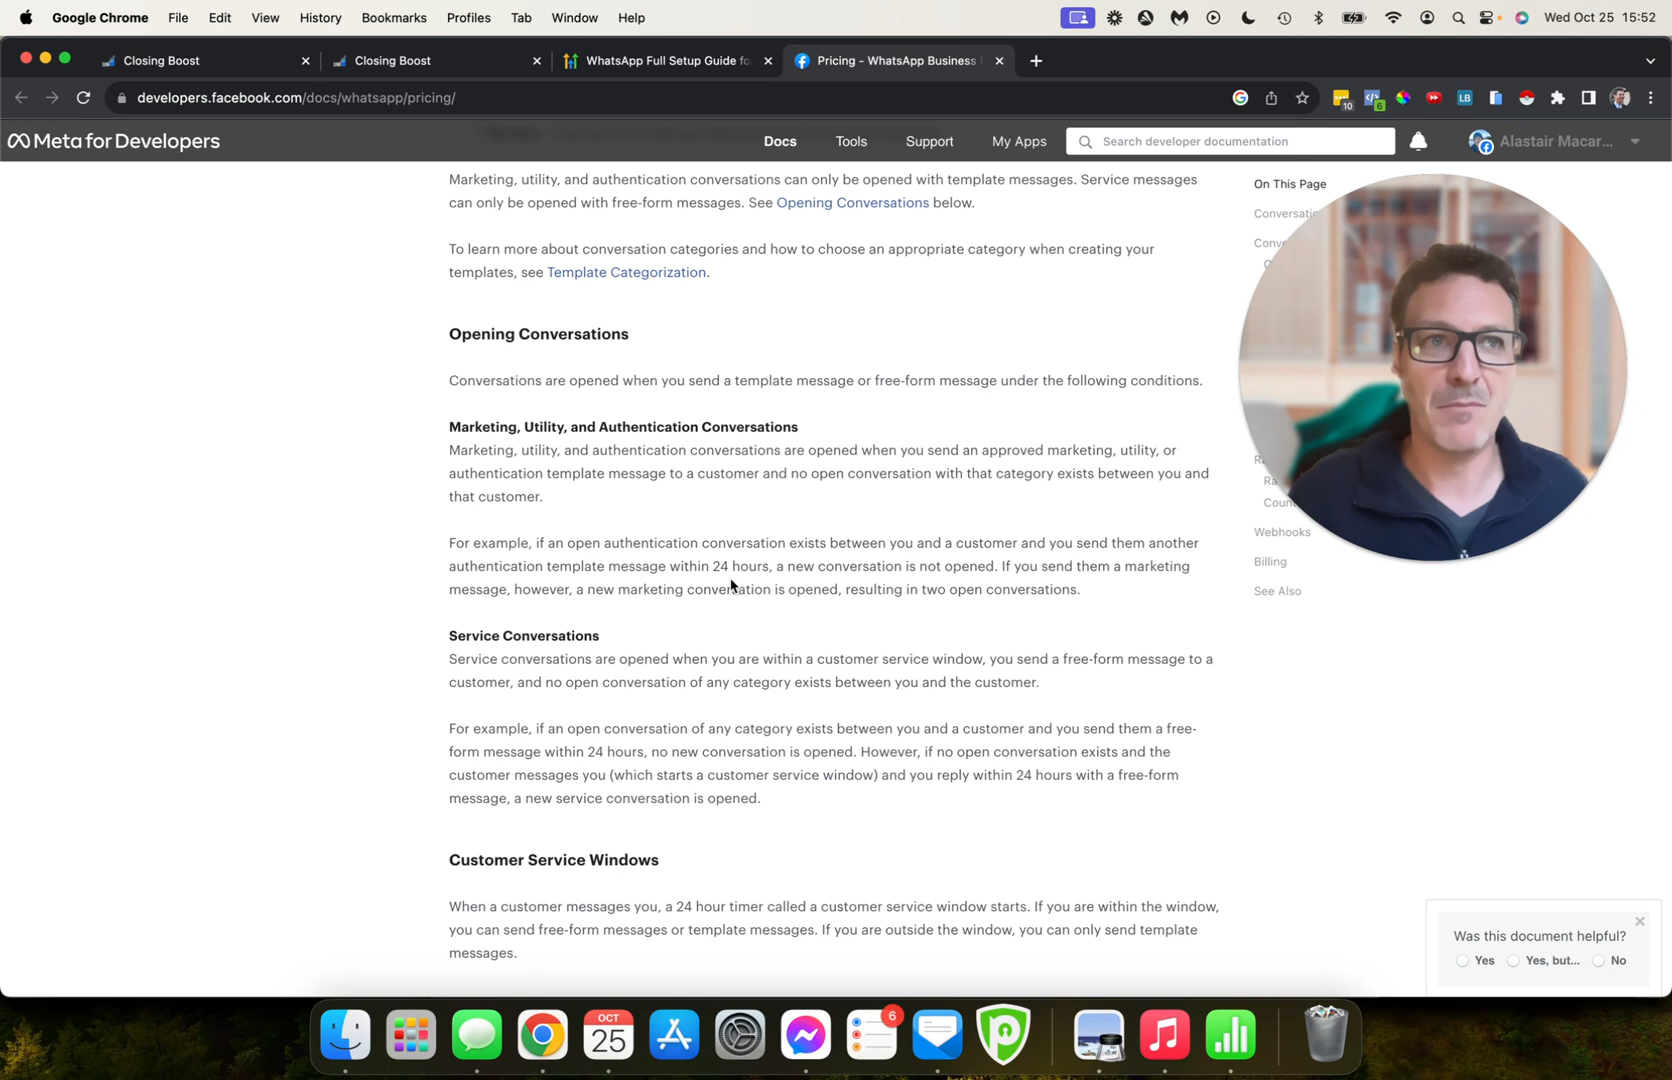 Google Chrome File Edit View History Bookmarks Profiles Tab Window Help Wed Oct 25 15:52
Closing Boost Closing Boost WhatsApp Full Setup Guide fo Pricing - WhatsApp Business
developers.facebook.com/docs/whatsapp/pricing/ 10 6 LB
Meta for Developers Docs Tools Support My Apps Search developer documentation Alastair Macar...
Marketing, utility, and authentication conversations can only be opened with template messages. Service messages
can only be opened with free-form messages. See Opening Conversations below.
To learn more about conversation categories and how to choose an appropriate category when creating your
templates, see Template Categorization.
Opening Conversations
Conversations are opened when you send a template message or free-form message under the following conditions.
Marketing, Utility, and Authentication Conversations
Marketing, utility, and authentication conversations are opened when you send an approved marketing, utility, or
authentication template message to a customer and no open conversation with that category exists between you and
that customer.
For example, if an open authentication conversation exists between you and a customer and you send them another
authentication template message within 24 hours, a new conversation is not opened. If you send them a marketing
message, however, a new marketing conversation is opened, resulting in two open conversations.
Service Conversations
Service conversations are opened when you are within a customer service window, you send a free-form message to a
customer, and no open conversation of any category exists between you and the customer.
For example, if an open conversation of any category exists between you and a customer and you send them a free-
form message within 24 hours, no new conversation is opened. However, if no open conversation exists and the
customer messages you (which starts a customer service window) and you reply within 24 hours with a free-form
message, a new service conversation is opened.
Customer Service Windows
When a customer messages you, a 24 hour timer called a customer service window starts. If you are within the window,
you can send free-form messages or template messages. If you are outside the window, you can only send template
messages.
On This Page
Conversatio
Conve
Ra
Coun
Webhooks
Billing
See Also
Was this document helpful?
Yes Yes, but... No
OCT
25
6